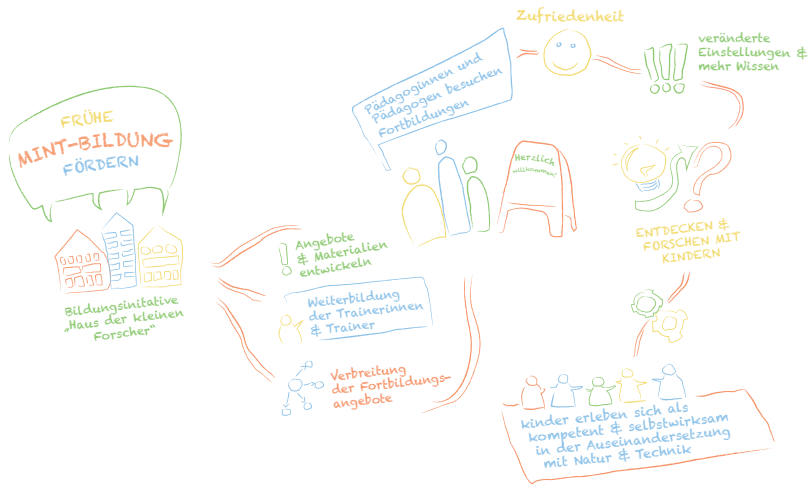 FRÜHE
MINT-BILDUNG
FÖRDERN
Bildungsinitative
„Haus der kleinen
Forscher“
Angebote
& Materialien
entwickeln
Weiterbildung
der Trainerinnen
& Trainer
Verbreitung
der Fortbildungs-
angebote
Pädagoginnen und
Pädagogen besuchen
Fortbildungen
Herzlich
willkommen!
Zufriedenheit
veränderte
Einstellungen &
mehr Wissen
ENTDECKEN &
FORSCHEN MIT
KINDERN
kinder erleben sich als
kompetent & selbstwirksam
in der Auseinandersetzung
mit Natur & Technik